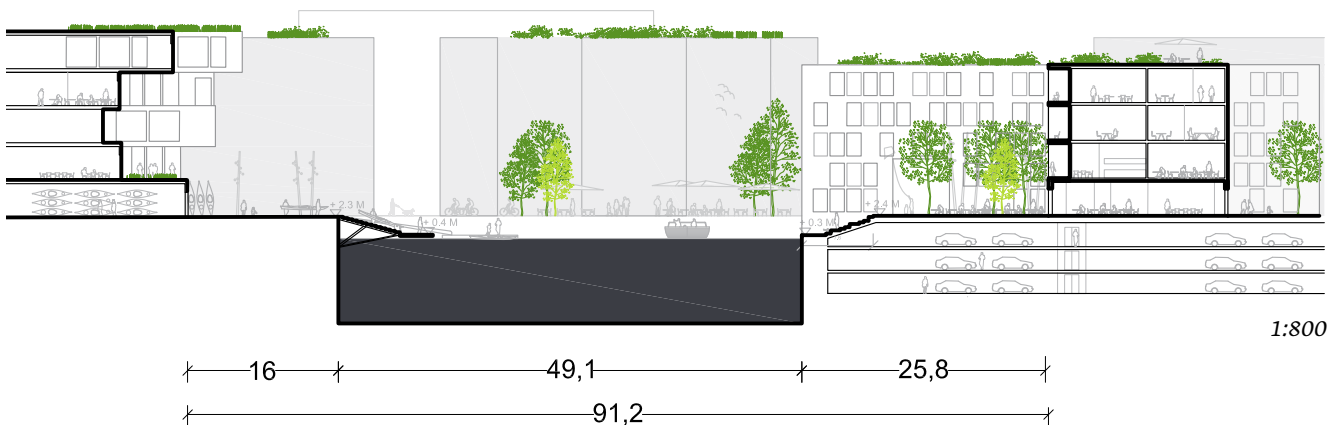 + 2.3 M
+ 0.4 M
+ 0.3 M
+ 2.4 M
1:800
16
49,1
25,8
91,2